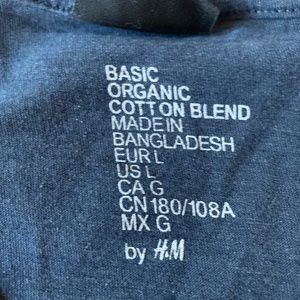 BASIC
ORGANIC
COTTON BLEND
MADE IN
BANGLADESH
EUR L
US L
CA G
CN 180/108A
MX G
by H&M